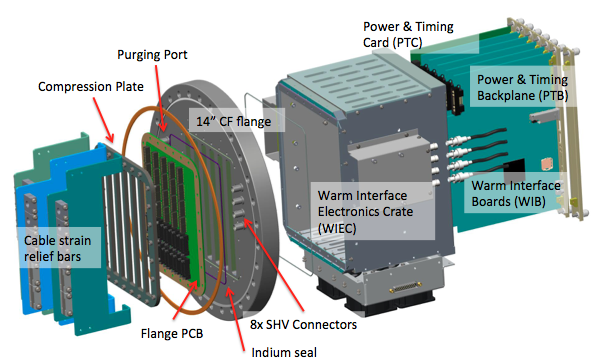 Power & Timing
Card (PTC)
Purging Port
Compression Plate
Power & Timing
Backplane (PTB)
14” CF flange
Warm Interface
Electronics Crate
(WIEC)
Warm Interface
Boards (WIB)
Cable strain
relief bars
8x SHV Connectors
Flange PCB
Indium seal